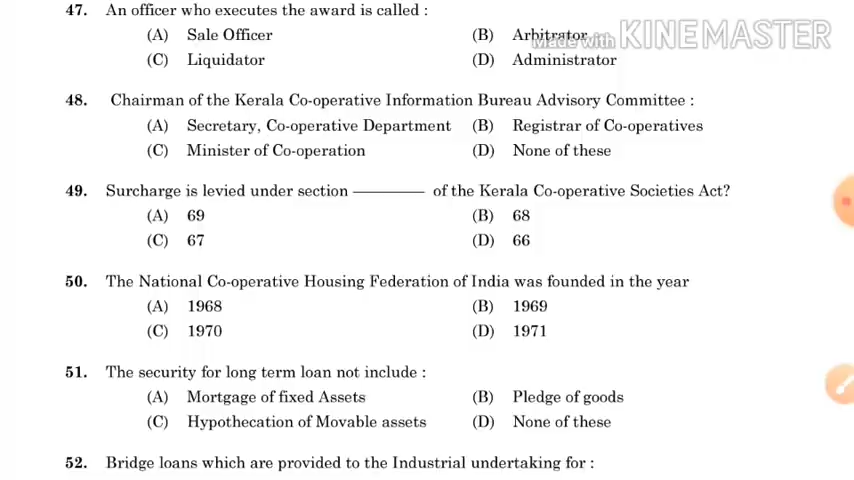 47. An officer who executes the award is called :
(A) Sale Officer (B) Arbitrator
Made with KINEMASTER
(C) Liquidator (D) Administrator
48. Chairman of the Kerala Co-operative Information Bureau Advisory Committee :
(A) Secretary, Co-operative Department (B) Registrar of Co-operatives
(C) Minister of Co-operation (D) None of these
49. Surcharge is levied under section ———— of the Kerala Co-operative Societies Act?
(A) 69 (B) 68
(C) 67 (D) 66
50. The National Co-operative Housing Federation of India was founded in the year
(A) 1968 (B) 1969
(C) 1970 (D) 1971
51. The security for long term loan not include :
(A) Mortgage of fixed Assets (B) Pledge of goods
(C) Hypothecation of Movable assets (D) None of these
52. Bridge loans which are provided to the Industrial undertaking for :